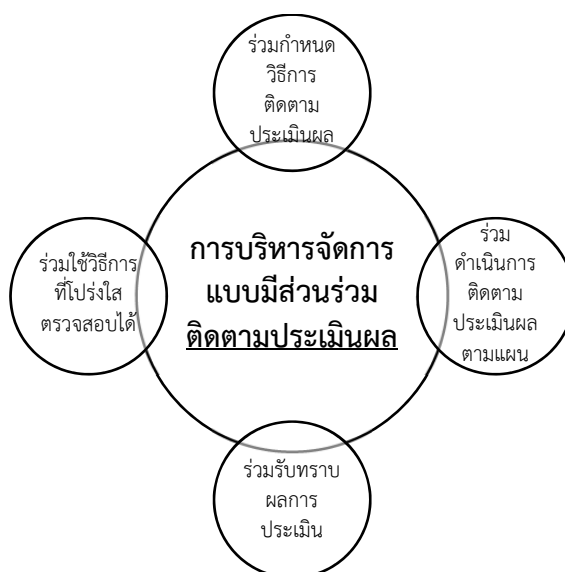 ร่วมกำหนด
วิธีการ
ติดตาม
ประเมินผล
การบริหารจัดการ
แบบมีส่วนร่วม
ติดตามประเมินผล
ร่วม
ดำเนินการ
ติดตาม
ประเมินผล
ตามแผน
ร่วมรับทราบ
ผลการ
ประเมิน
ร่วมใช้วิธีการ
ที่โปร่งใส
ตรวจสอบได้